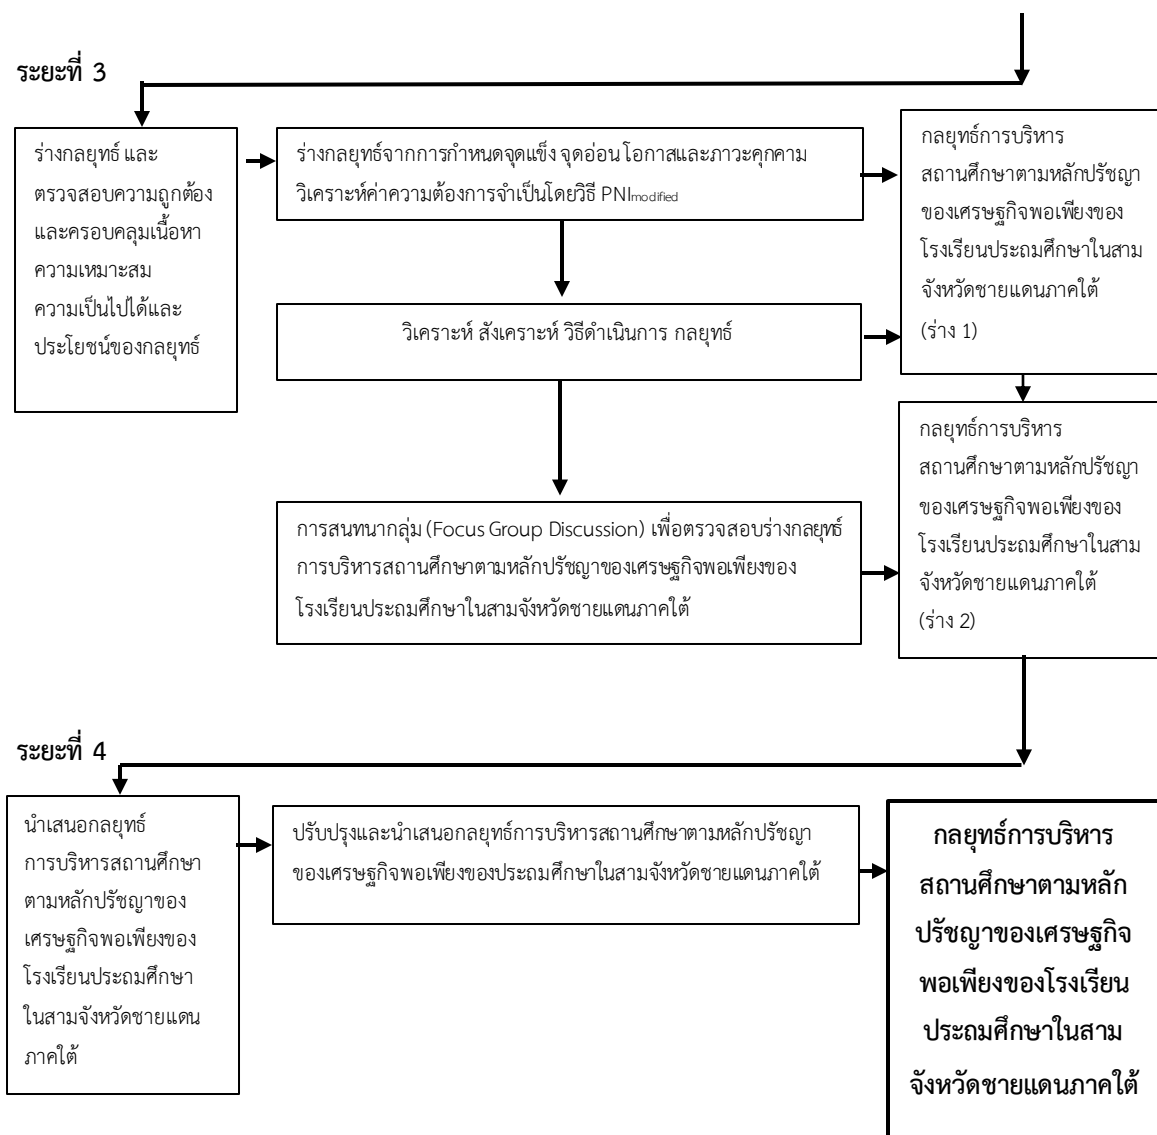 ระยะที่ 3
ร่างกลยุทธ์ และ
ตรวจสอบความถูกต้อง
และครอบคลุมเนื้อหา
ความเหมาะสม
ความเป็นไปได้และ
ประโยชน์ของกลยุทธ์
ร่างกลยุทธ์จากการกำหนดจุดแข็ง จุดอ่อน โอกาสและภาวะคุกคาม
วิเคราะห์ค่าความต้องการจำเป็นโดยวิธี PNImodified
กลยุทธ์การบริหาร
สถานศึกษาตามหลักปรัชญา
ของเศรษฐกิจพอเพียงของ
โรงเรียนประถมศึกษาในสาม
จังหวัดชายแดนภาคใต้
(ร่าง 1)
วิเคราะห์ สังเคราะห์ วิธีดำเนินการ กลยุทธ์
การสนทนากลุ่ม (Focus Group Discussion) เพื่อตรวจสอบร่างกลยุทธ์
การบริหารสถานศึกษาตามหลักปรัชญาของเศรษฐกิจพอเพียงของ
โรงเรียนประถมศึกษาในสามจังหวัดชายแดนภาคใต้
กลยุทธ์การบริหาร
สถานศึกษาตามหลักปรัชญา
ของเศรษฐกิจพอเพียงของ
โรงเรียนประถมศึกษาในสาม
จังหวัดชายแดนภาคใต้
(ร่าง 2)
ระยะที่ 4
นำเสนอกลยุทธ์
การบริหารสถานศึกษา
ตามหลักปรัชญาของ
เศรษฐกิจพอเพียงของ
โรงเรียนประถมศึกษา
ในสามจังหวัดชายแดน
ภาคใต้
ปรับปรุงและนำเสนอกลยุทธ์การบริหารสถานศึกษาตามหลักปรัชญา
ของเศรษฐกิจพอเพียงของประถมศึกษาในสามจังหวัดชายแดนภาคใต้
กลยุทธ์การบริหาร
สถานศึกษาตามหลัก
ปรัชญาของเศรษฐกิจ
พอเพียงของโรงเรียน
ประถมศึกษาในสาม
จังหวัดชายแดนภาคใต้